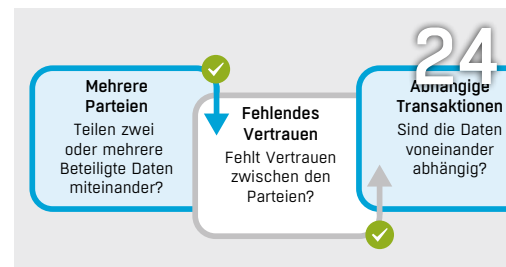 24
Mehrere
Parteien
Teilen zwei
oder mehrere
Beteiligte Daten
miteinander?
Fehlendes
Vertrauen
Fehlt Vertrauen
zwischen den
Parteien?
Abhängige
Transaktionen
Sind die Daten
voneinander
abhängig?